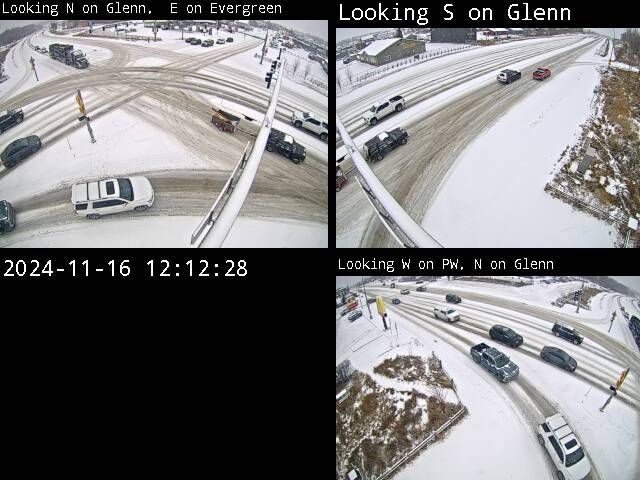 Looking N on Glenn,  E on Evergreen
Looking S on Glenn
2024-11-16 12:12:28
Looking W on PW, N on Glenn